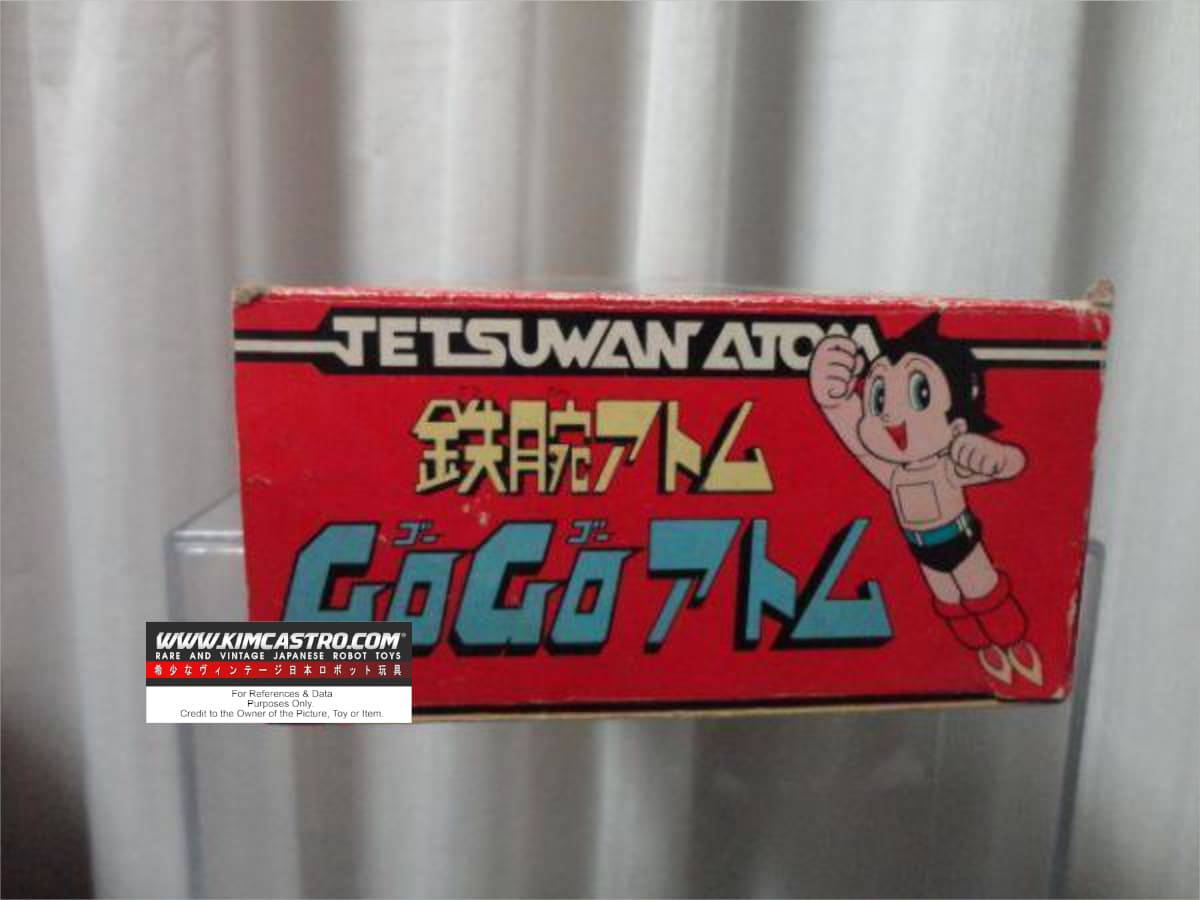 TETSUWAN ATOM
鉄腕アトム
ゴー ゴー
GoGoアトム
WWW.KIMCASTRO.COM®
RARE AND VINTAGE JAPANESE ROBOT TOYS
希少なヴィンテージ日本ロボット玩具
For References & Data
Purposes Only.
Credit to the Owner of the Picture, Toy or Item.